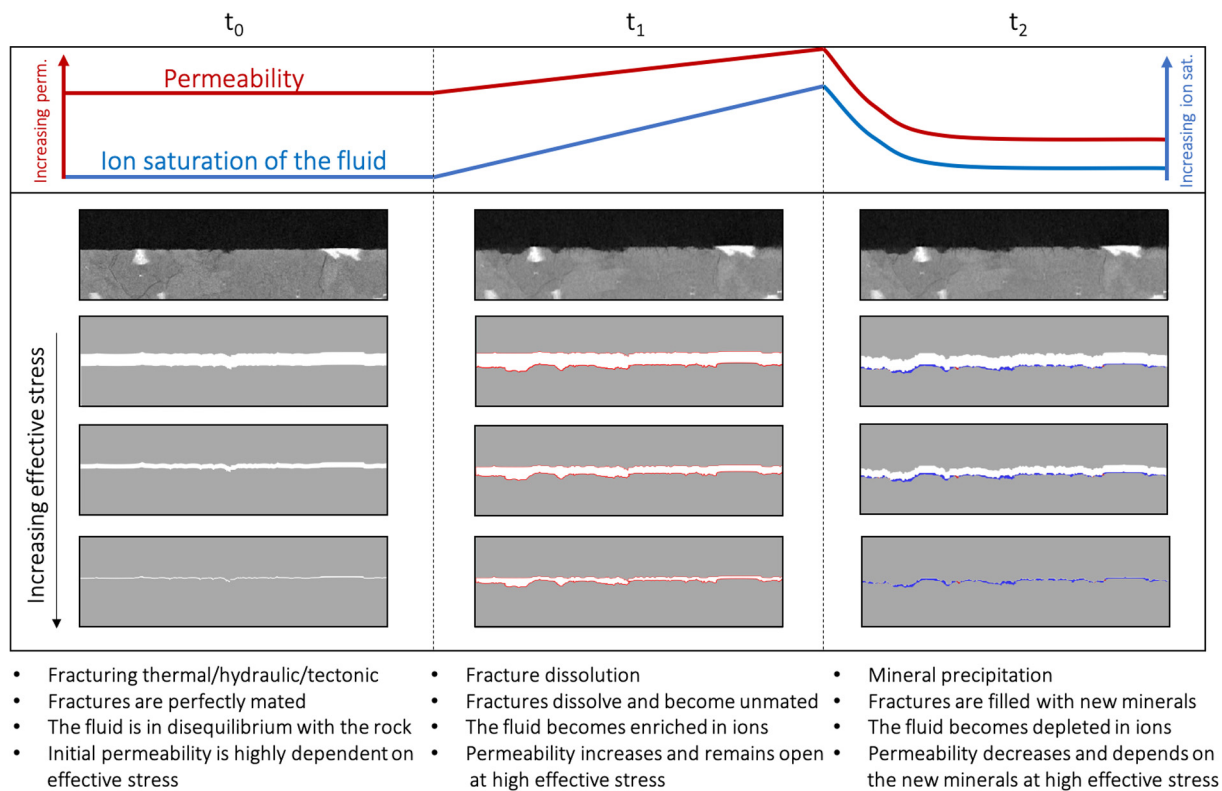 t0
t1
t2
Increasing perm.
Permeability
Ion saturation of the fluid
Increasing ion sat.
Increasing effective stress
• Fracturing thermal/hydraulic/tectonic
• Fractures are perfectly mated
• The fluid is in disequilibrium with the rock
• Initial permeability is highly dependent on
effective stress
• Fracture dissolution
• Fractures dissolve and become unmated
• The fluid becomes enriched in ions
• Permeability increases and remains open
at high effective stress
• Mineral precipitation
• Fractures are filled with new minerals
• The fluid becomes depleted in ions
• Permeability decreases and depends on
the new minerals at high effective stress